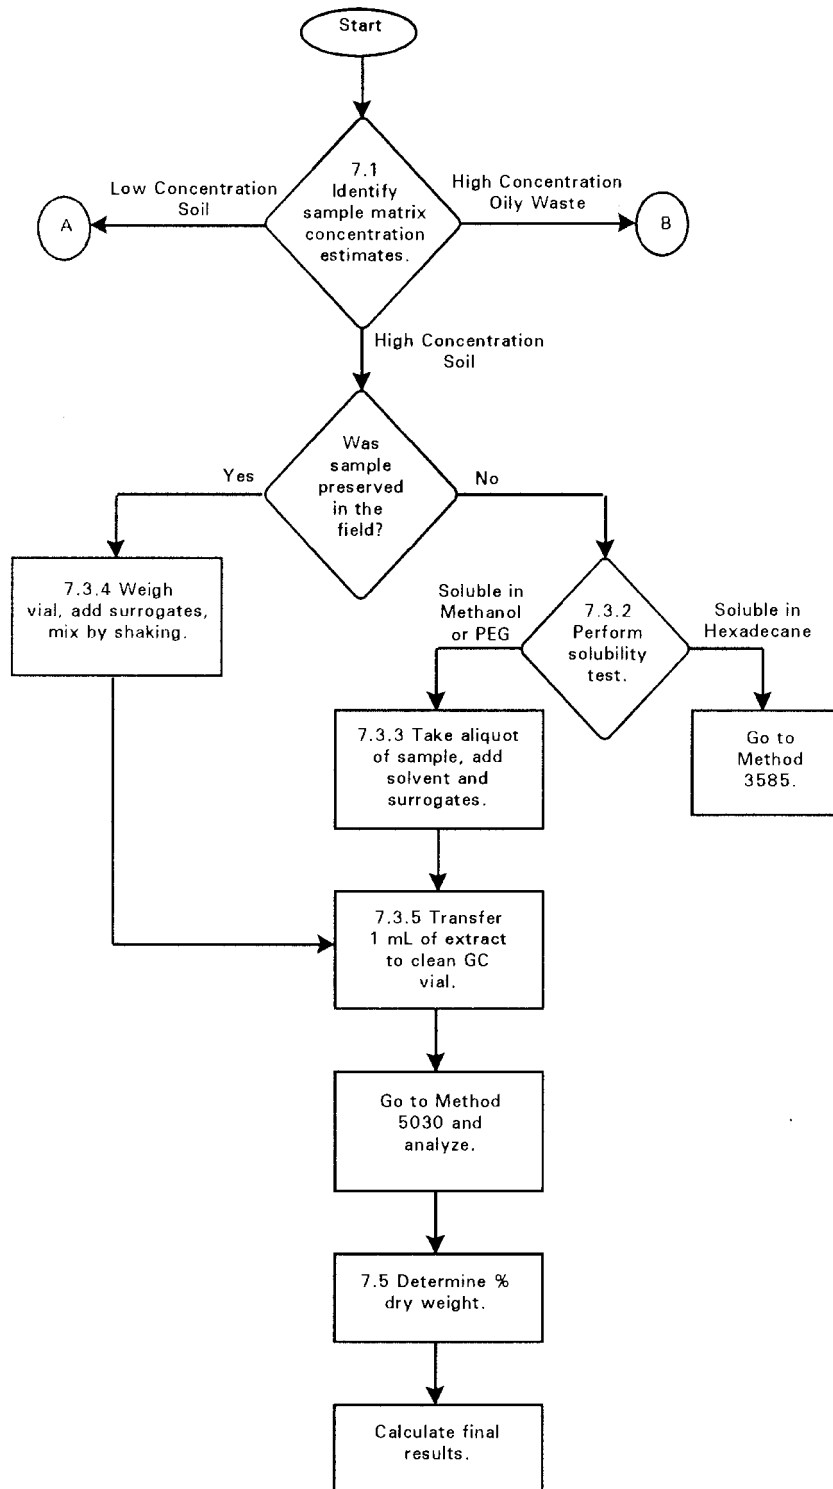 Start
7.1
Identify
sample matrix
concentration
estimates.
Low Concentration
Soil
A
High Concentration
Oily Waste
B
High Concentration
Soil
Was
sample
preserved
in the
field?
Yes
No
7.3.4 Weigh
vial, add surrogates,
mix by shaking.
Soluble in
Methanol
or PEG
7.3.2
Perform
solubility
test.
Soluble in
Hexadecane
7.3.3 Take aliquot
of sample, add
solvent and
surrogates.
Go to
Method
3585.
7.3.5 Transfer
1 mL of extract
to clean GC
vial.
Go to Method
5030 and
analyze.
7.5 Determine %
dry weight.
Calculate final
results.